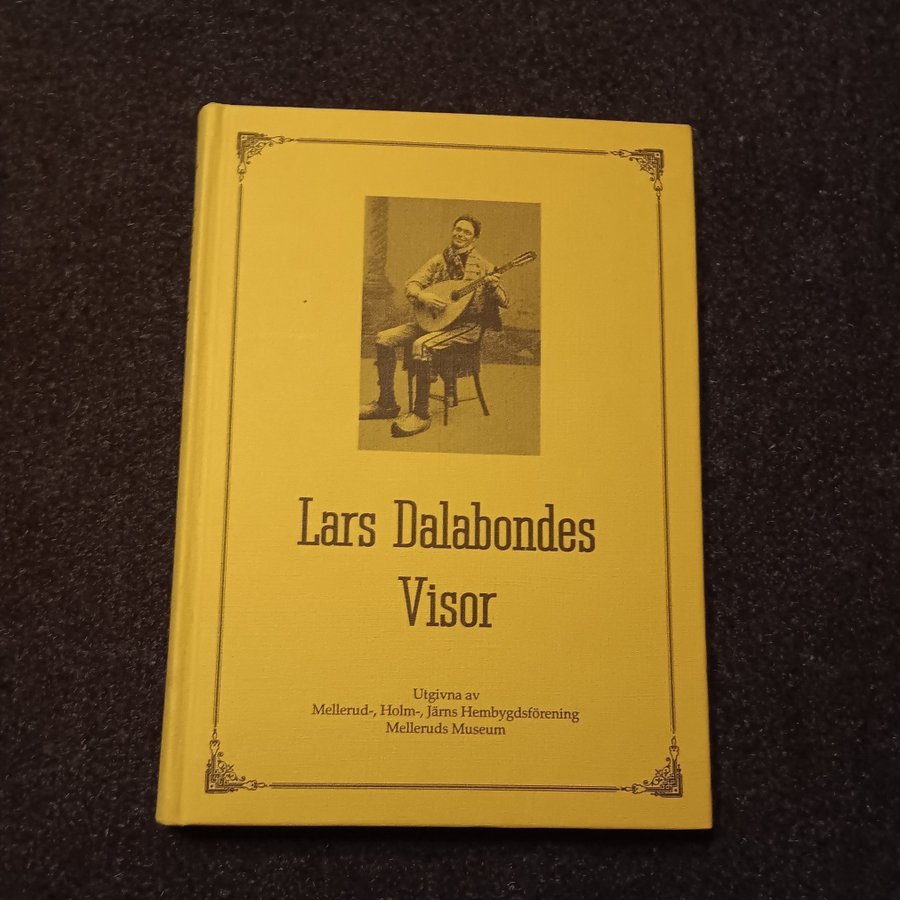 Lars Dalabondes
Visor
Utgivna av
Mellerud-, Holm-, Järns Hembygdsförening
Melleruds Museum